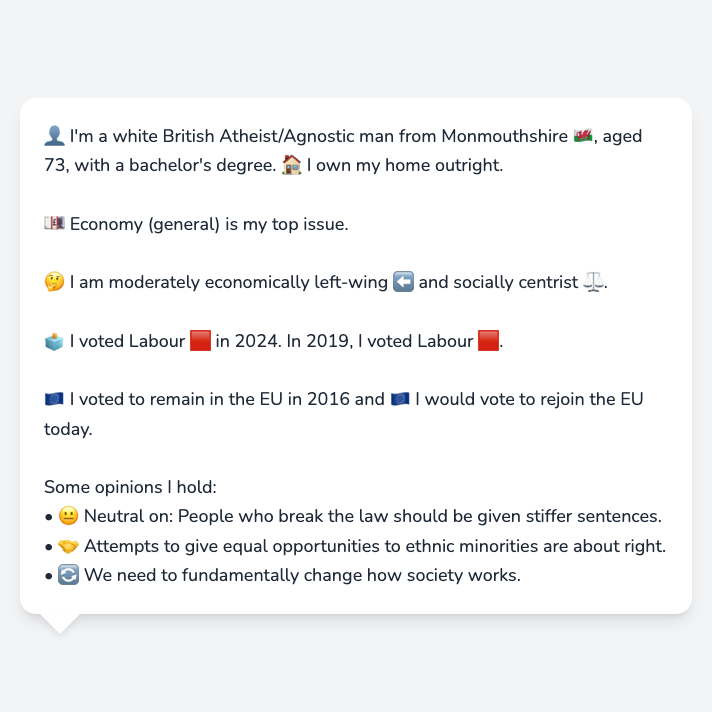 👤 I'm a white British Atheist/Agnostic man from Monmouthshire 🏴󠁧󠁢󠁷󠁬󠁳󠁿, aged
73, with a bachelor's degree. 🏠 I own my home outright.
💷 Economy (general) is my top issue.
🤔 I am moderately economically left-wing ⬅️ and socially centrist ⚖️.
🗳️ I voted Labour 🟥 in 2024. In 2019, I voted Labour 🟥.
🇪🇺 I voted to remain in the EU in 2016 and 🇪🇺 I would vote to rejoin the EU
today.
Some opinions I hold:
• 😐 Neutral on: People who break the law should be given stiffer sentences.
• 🤝 Attempts to give equal opportunities to ethnic minorities are about right.
• 🔄 We need to fundamentally change how society works.